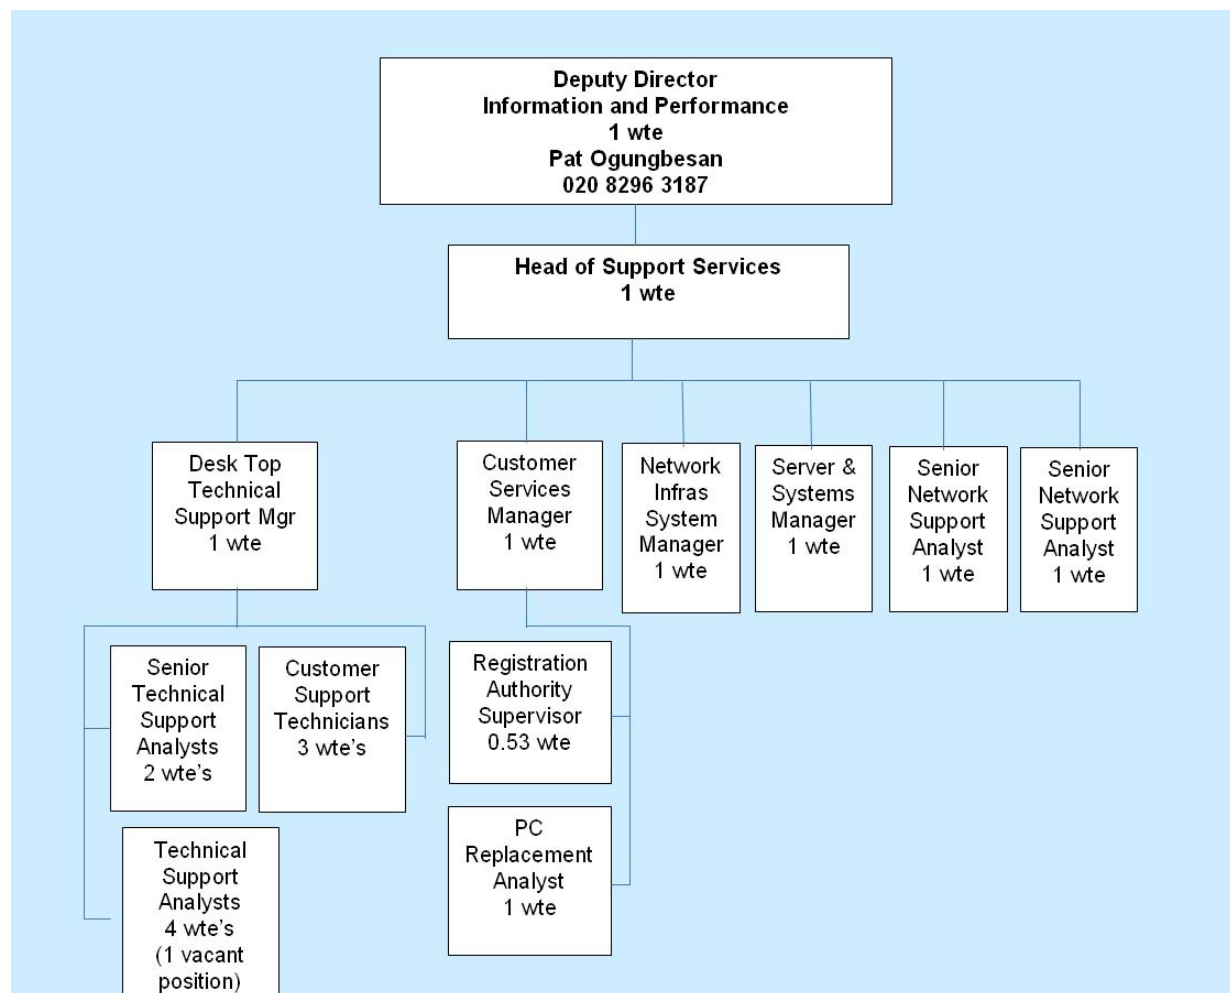 Deputy Director
Information and Performance
1 wte
Pat Ogungbesan
020 8296 3187
Head of Support Services
1 wte
Desk Top
Technical
Support Mgr
1 wte
Customer
Services
Manager
1 wte
Network
Infras
System
Manager
1 wte
Server &
Systems
Manager
1 wte
Senior
Network
Support
Analyst
1 wte
Senior
Network
Support
Analyst
1 wte
Senior
Technical
Support
Analysts
2 wte’s
Customer
Support
Technicians
3 wte’s
Registration
Authority
Supervisor
0.53 wte
Technical
Support
Analysts
4 wte’s
(1 vacant
position)
PC
Replacement
Analyst
1 wte